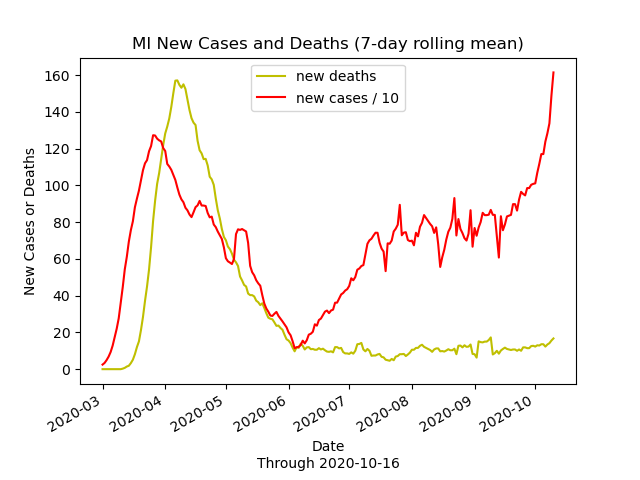 MI New Cases and Deaths (7-day rolling mean)
new deaths
new cases / 10
New Cases or Deaths
160
140
120
100
80
60
40
20
0
2020-03
2020-04
2020-05
2020-06
2020-07
2020-08
2020-09
2020-10
Date
Through 2020-10-16